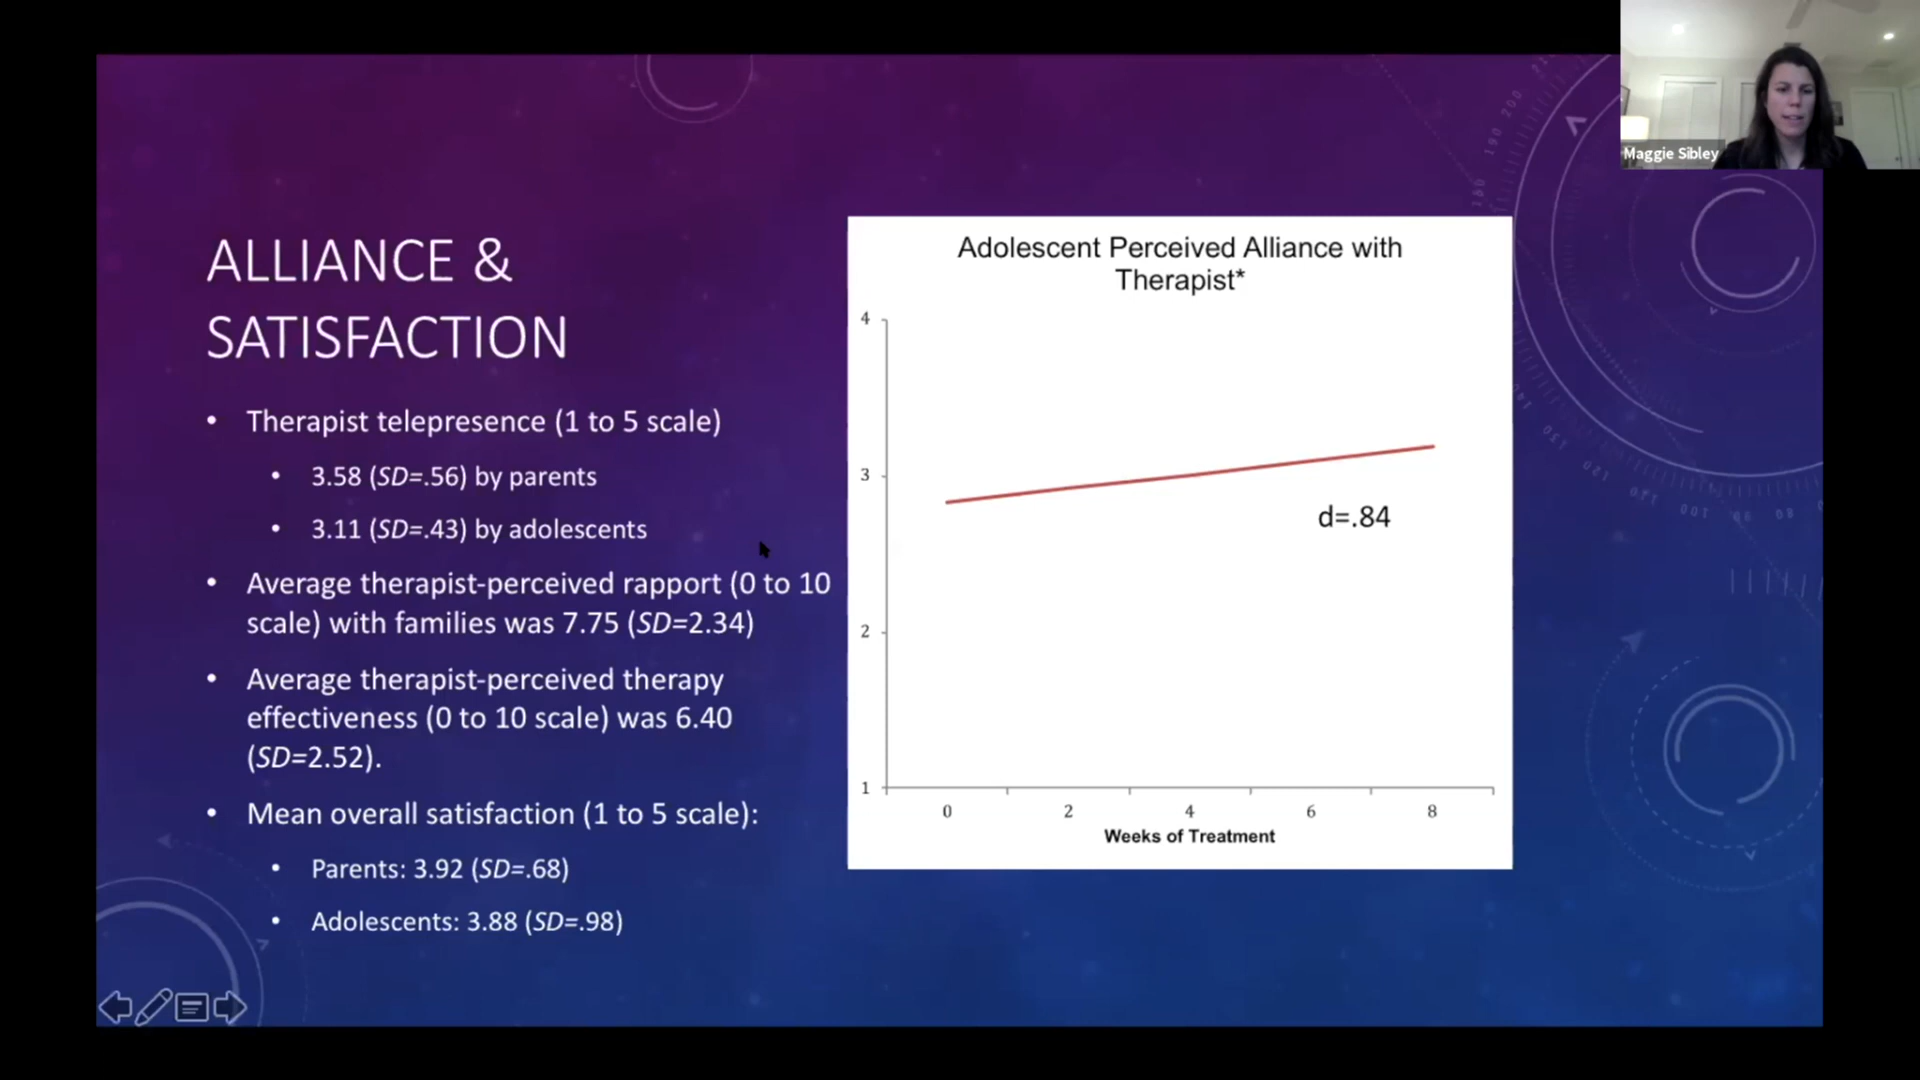 Maggie Sibley
ALLIANCE &
SATISFACTION
• Therapist telepresence (1 to 5 scale)
• 3.58 (SD=.56) by parents
• 3.11 (SD=.43) by adolescents
• Average therapist-perceived rapport (0 to 10
scale) with families was 7.75 (SD=2.34)
• Average therapist-perceived therapy
effectiveness (0 to 10 scale) was 6.40
(SD=2.52).
• Mean overall satisfaction (1 to 5 scale):
• Parents: 3.92 (SD=.68)
• Adolescents: 3.88 (SD=.98)
Adolescent Perceived Alliance with
Therapist*
4
3
2
1
d=.84
0 2 4 6 8
Weeks of Treatment